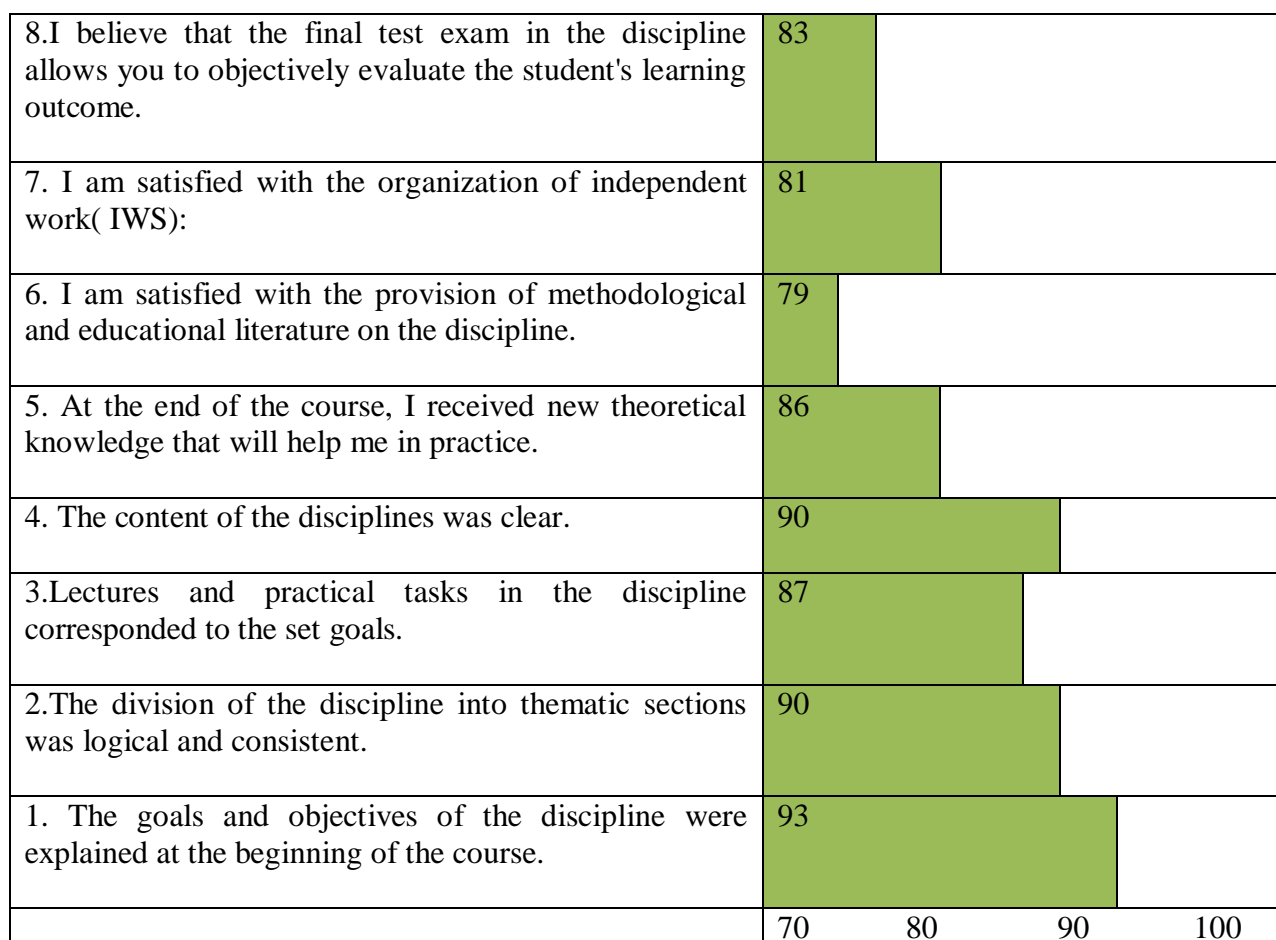 8.I believe that the final test exam in the discipline
allows you to objectively evaluate the student's learning
outcome.
83
7. I am satisfied with the organization of independent
work( IWS):
81
6. I am satisfied with the provision of methodological
and educational literature on the discipline.
79
5. At the end of the course, I received new theoretical
knowledge that will help me in practice.
86
4. The content of the disciplines was clear.
90
3.Lectures and practical tasks in the discipline
corresponded to the set goals.
87
2.The division of the discipline into thematic sections
was logical and consistent.
90
1. The goals and objectives of the discipline were
explained at the beginning of the course.
93
70 80 90 100